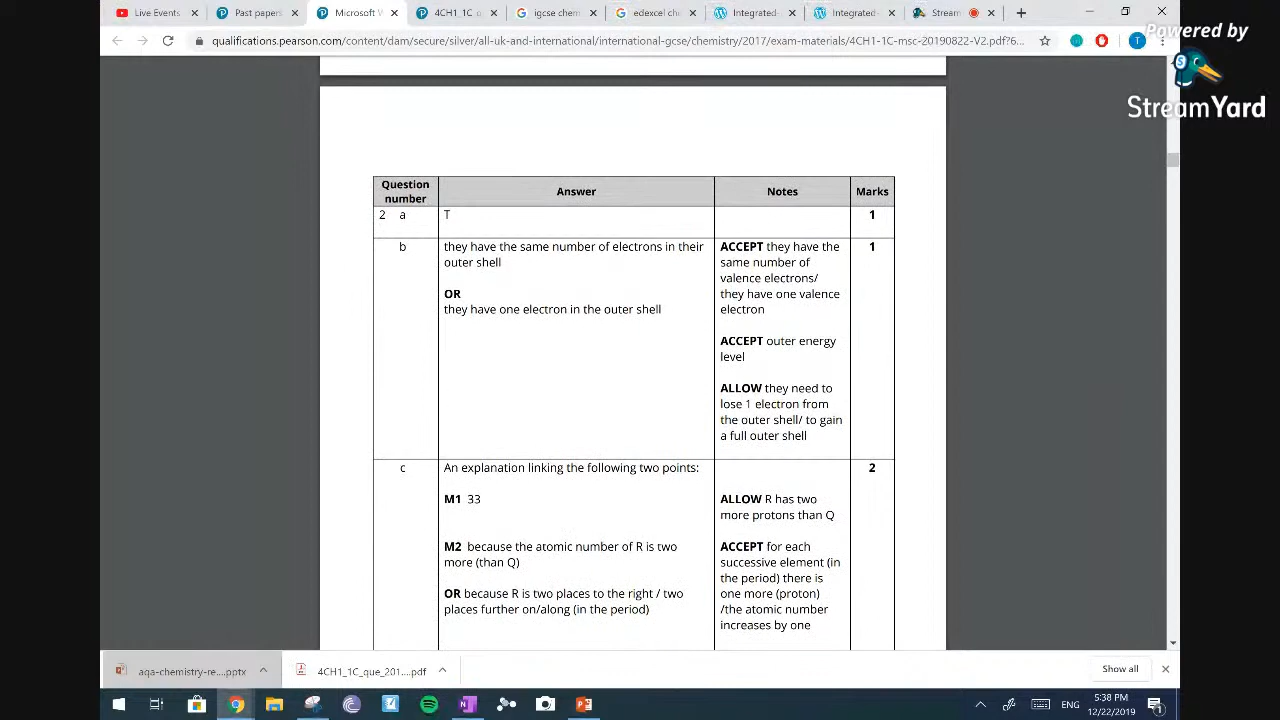 Live Events
Past paper
Microsoft W
4CH1_1C
igcse chem
edexcel che
Integrated-
Integrated-
Stream
qualifications.pearson.com/content/dam/secure/silver/all-uk-and-international/international-gcse/chemistry/2017/exam-materials/4CH1-1C-msc-20190822-V2.pdf?6...
T
Powered by
StreamYard
Question number
Answer
Notes
Marks
2 a
T
1
b
they have the same number of electrons in their
outer shell
OR
they have one electron in the outer shell
ACCEPT they have the
same number of
valence electrons/
they have one valence
electron
ACCEPT outer energy
level
ALLOW they need to
lose 1 electron from
the outer shell/ to gain
a full outer shell
1
c
An explanation linking the following two points:
M1 33
M2 because the atomic number of R is two
more (than Q)
OR because R is two places to the right / two
places further on/along (in the period)
ALLOW R has two
more protons than Q
ACCEPT for each
successive element (in
the period) there is
one more (proton)
/the atomic number
increases by one
2
aqa-chemistry-re....pptx
4CH1_1C_que_201....pdf
Show all
ENG
5:38 PM
12/22/2019